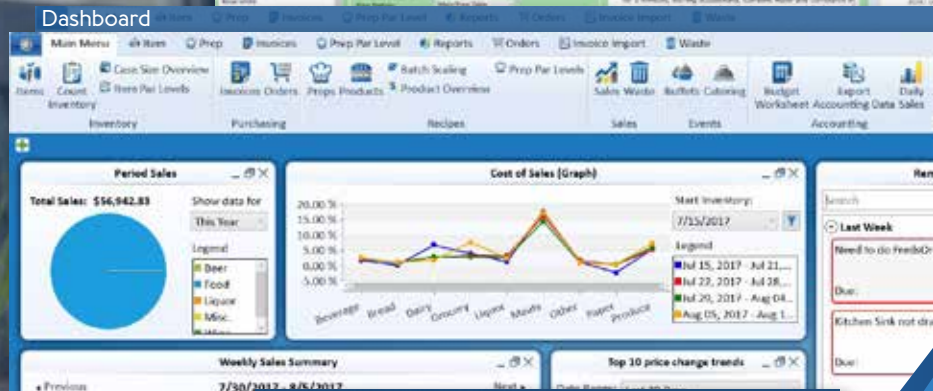 Dashboard
Main Menu Item Prep Invoices Prep Par Level Reports Orders Invoice Import Waste
Items Count Inventory Case Size Overview Item Par Levels Invoices Orders Preps Products Batch Scaling Product Overview Prep Par Levels Sales Waste Buffets Catering Budget Worksheet Export Accounting Data Daily Sales
Inventory Purchasing Recipes Sales Events Accounting
Period Sales
Total Sales: $56,942.83
Show data for
This Year
Legend
Beer
Food
Liquor
Misc.
Wine
Cost of Sales (Graph)
20.00 %
15.00 %
10.00 %
5.00 %
0.00 %
-5.00 %
Beverage Bread Dairy Grocery Liquor Meats Other Paper Produce
Start Inventory:
7/15/2017
Legend
Jul 15, 2017 - Jul 21,...
Jul 22, 2017 - Jul 28,...
Jul 29, 2017 - Aug 04...
Aug 05, 2017 - Aug 1...
Rem
Search
Last Week
Need to do
Due:
Kitchen Sink not dra
Due:
Weekly Sales Summary
Previous 7/30/2017 - 8/5/2017 Next
Top 10 price change trends